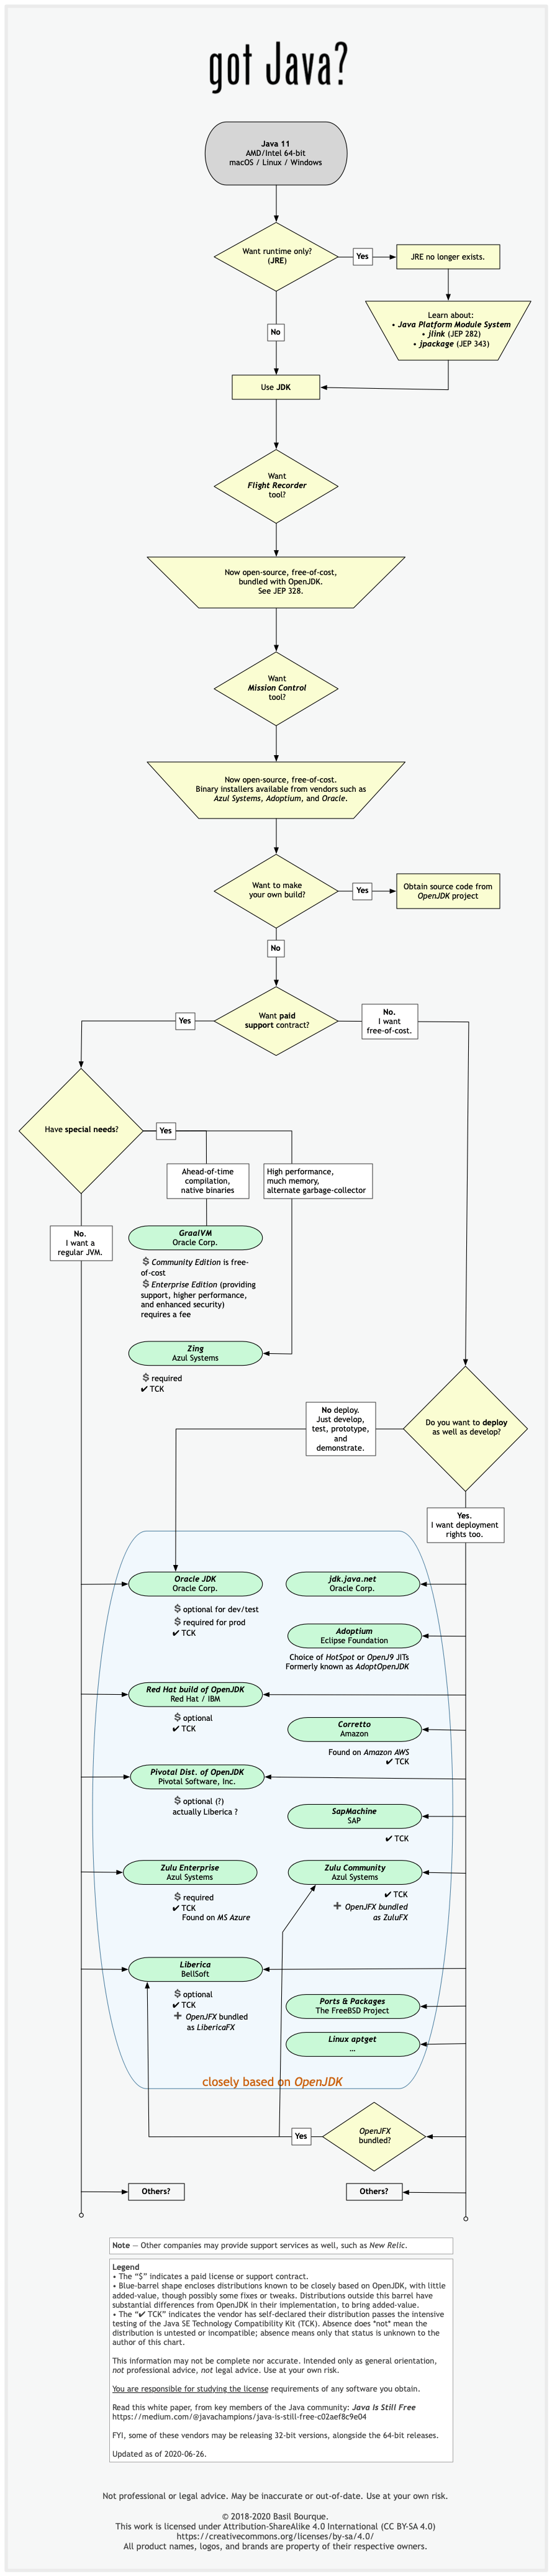 got Java?
Java 11
AMD/Intel 64-bit
macOS / Linux / Windows
Want runtime only?
(JRE)
Yes
JRE no longer exists.
Learn about:
• Java Platform Module System
• jlink (JEP 282)
• jpackage (JEP 343)
No
Use JDK
Want
Flight Recorder
tool?
Now open-source, free-of-cost,
bundled with OpenJDK.
See JEP 328.
Want
Mission Control
tool?
Now open-source, free-of-cost.
Binary installers available from vendors such as
Azul Systems, Adoptium, and Oracle.
Want to make
your own build?
Yes
Obtain source code from
OpenJDK project
No
Want paid
support contract?
Yes
No.
I want
free-of-cost.
Have special needs?
Yes
Ahead-of-time
compilation,
native binaries
High performance,
much memory,
alternate garbage-collector
No.
I want a
regular JVM.
GraalVM
Oracle Corp.
$ Community Edition is free-
of-cost
$ Enterprise Edition (providing
support, higher performance,
and enhanced security)
requires a fee
Zing
Azul Systems
$ required
✔ TCK
No deploy.
Just develop,
test, prototype,
and
demonstrate.
Do you want to deploy
as well as develop?
Yes.
I want deployment
rights too.
Oracle JDK
Oracle Corp.
$ optional for dev/test
$ required for prod
✔ TCK
jdk.java.net
Oracle Corp.
Adoptium
Eclipse Foundation
Choice of HotSpot or OpenJ9 JITs
Formerly known as AdoptOpenJDK
Red Hat build of OpenJDK
Red Hat / IBM
$ optional
✔ TCK
Corretto
Amazon
Found on Amazon AWS
✔ TCK
Pivotal Dist. of OpenJDK
Pivotal Software, Inc.
$ optional (?)
actually Liberica ?
SapMachine
SAP
✔ TCK
Zulu Enterprise
Azul Systems
$ required
✔ TCK
Found on MS Azure
Zulu Community
Azul Systems
✔ TCK
➕ OpenJFX bundled
as ZuluFX
Liberica
BellSoft
$ optional
✔ TCK
➕ OpenJFX bundled
as LibericaFX
Ports & Packages
The FreeBSD Project
Linux aptget
...
closely based on OpenJDK
OpenJFX
bundled?
Yes
Others?
Others?
Note — Other companies may provide support services as well, such as New Relic.
Legend
• The “$” indicates a paid license or support contract.
• Blue-barrel shape encloses distributions known to be closely based on OpenJDK, with little
added-value, though possibly some fixes or tweaks. Distributions outside this barrel have
substantial differences from OpenJDK in their implementation, to bring added-value.
• The “✔ TCK” indicates the vendor has self-declared their distribution passes the intensive
testing of the Java SE Technology Compatibility Kit (TCK). Absence does *not* mean the
distribution is untested or incompatible; absence means only that status is unknown to the
author of this chart.
This information may not be complete nor accurate. Intended only as general orientation,
not professional advice, not legal advice. Use at your own risk.
You are responsible for studying the license requirements of any software you obtain.
Read this white paper, from key members of the Java community: Java Is Still Free
https://medium.com/@javachampions/java-is-still-free-c02aef8c9e04
FYI, some of these vendors may be releasing 32-bit versions, alongside the 64-bit releases.
Updated as of 2020-06-26.
Not professional or legal advice. May be inaccurate or out-of-date. Use at your own risk.
© 2018-2020 Basil Bourque.
This work is licensed under Attribution-ShareAlike 4.0 International (CC BY-SA 4.0)
https://creativecommons.org/licenses/by-sa/4.0/
All product names, logos, and brands are property of their respective owners.